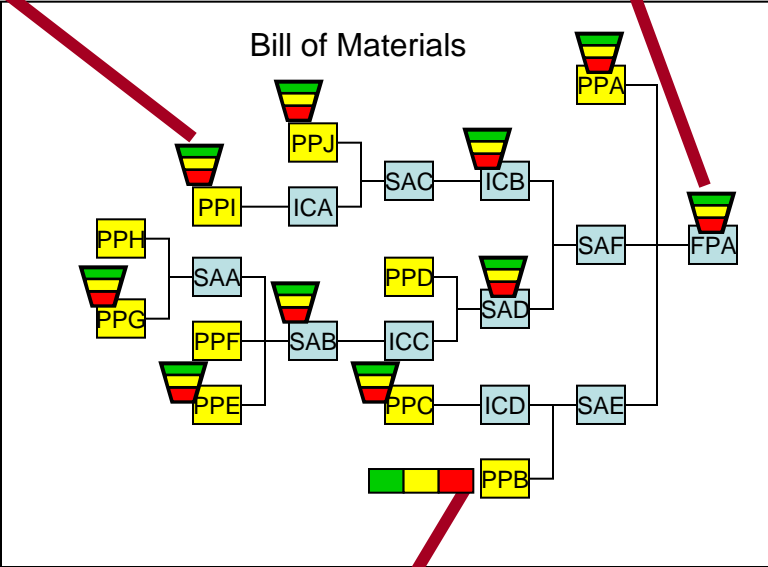 Bill of Materials
PPA
PPJ
SAC
ICB
PPI
ICA
PPH
SAF
FPA
SAA
PPD
PPG
SAD
PPF
SAB
ICC
PPE
PPC
ICD
SAE
PPB